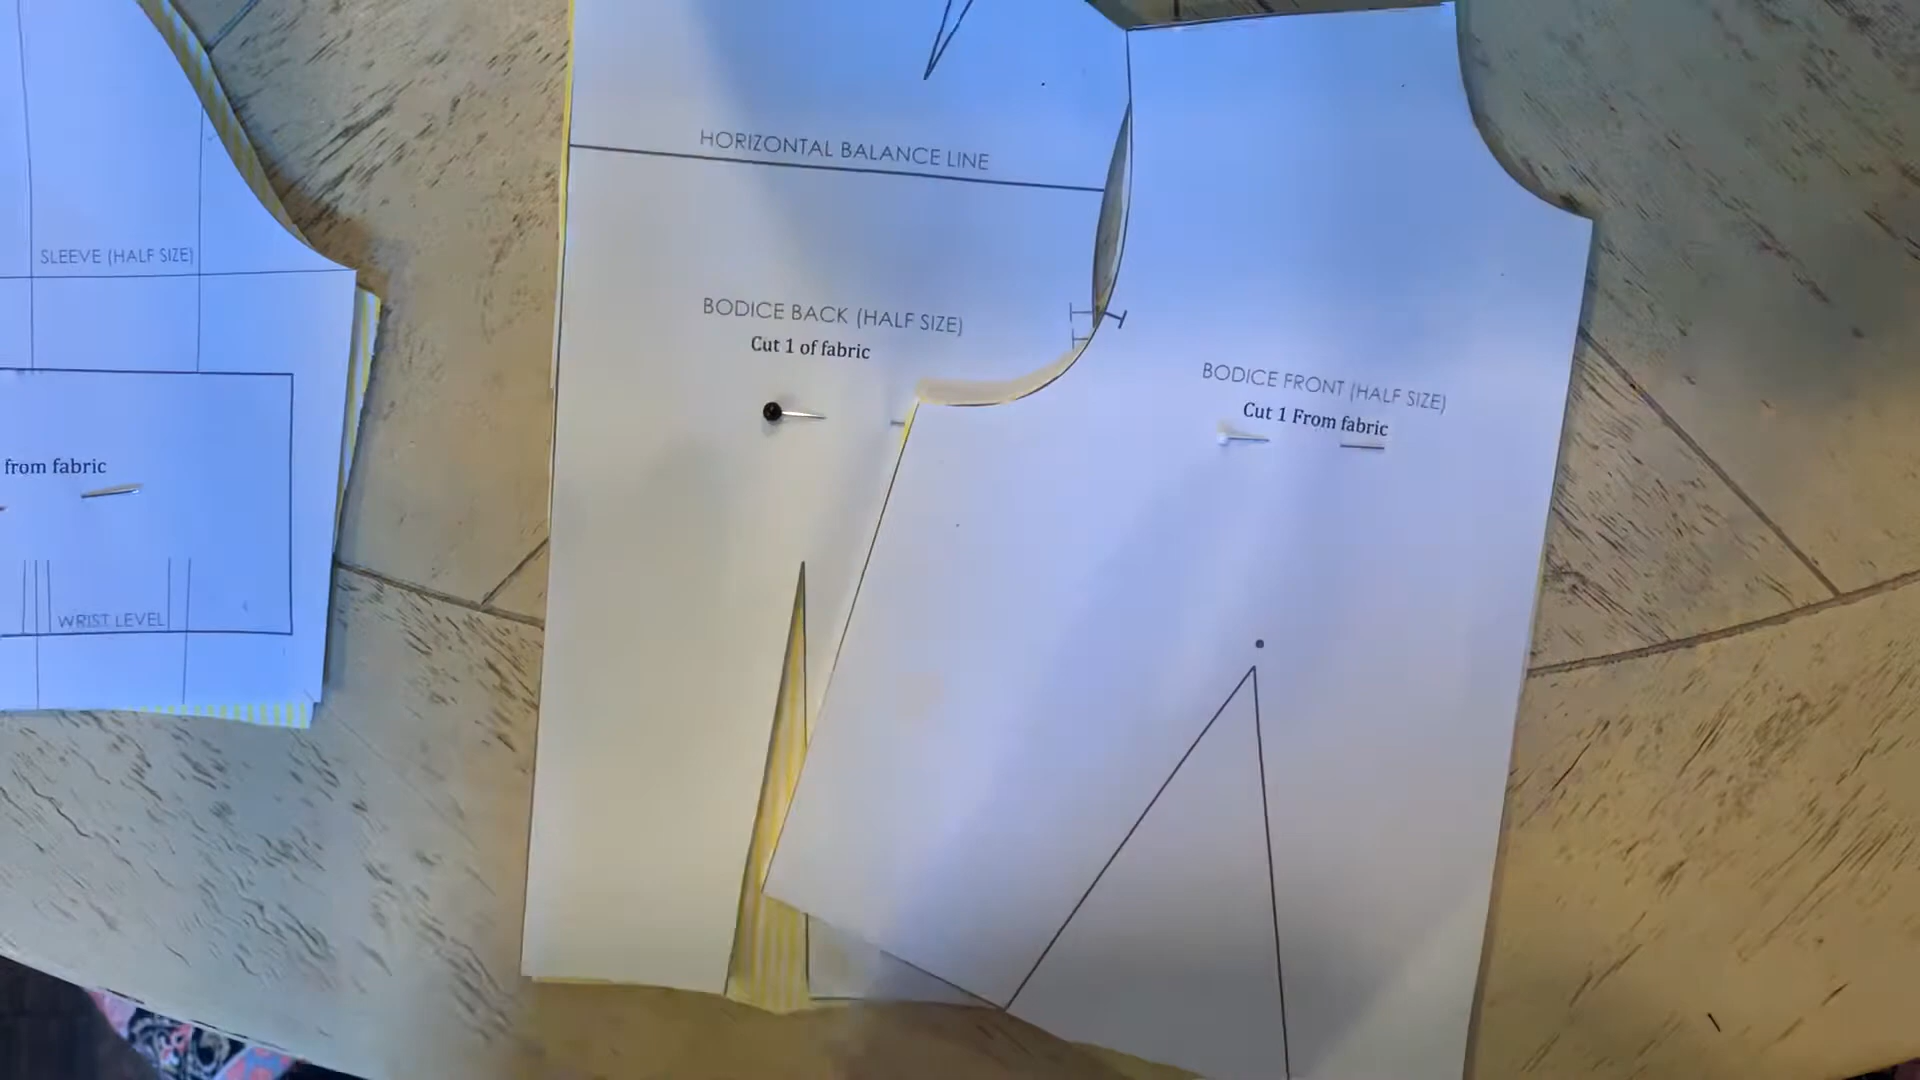 SLEEVE (HALF SIZE)
from fabric
WRIST LEVEL
HORIZONTAL BALANCE LINE
BODICE BACK (HALF SIZE)
Cut 1 of fabric
BODICE FRONT (HALF SIZE)
Cut 1 From fabric